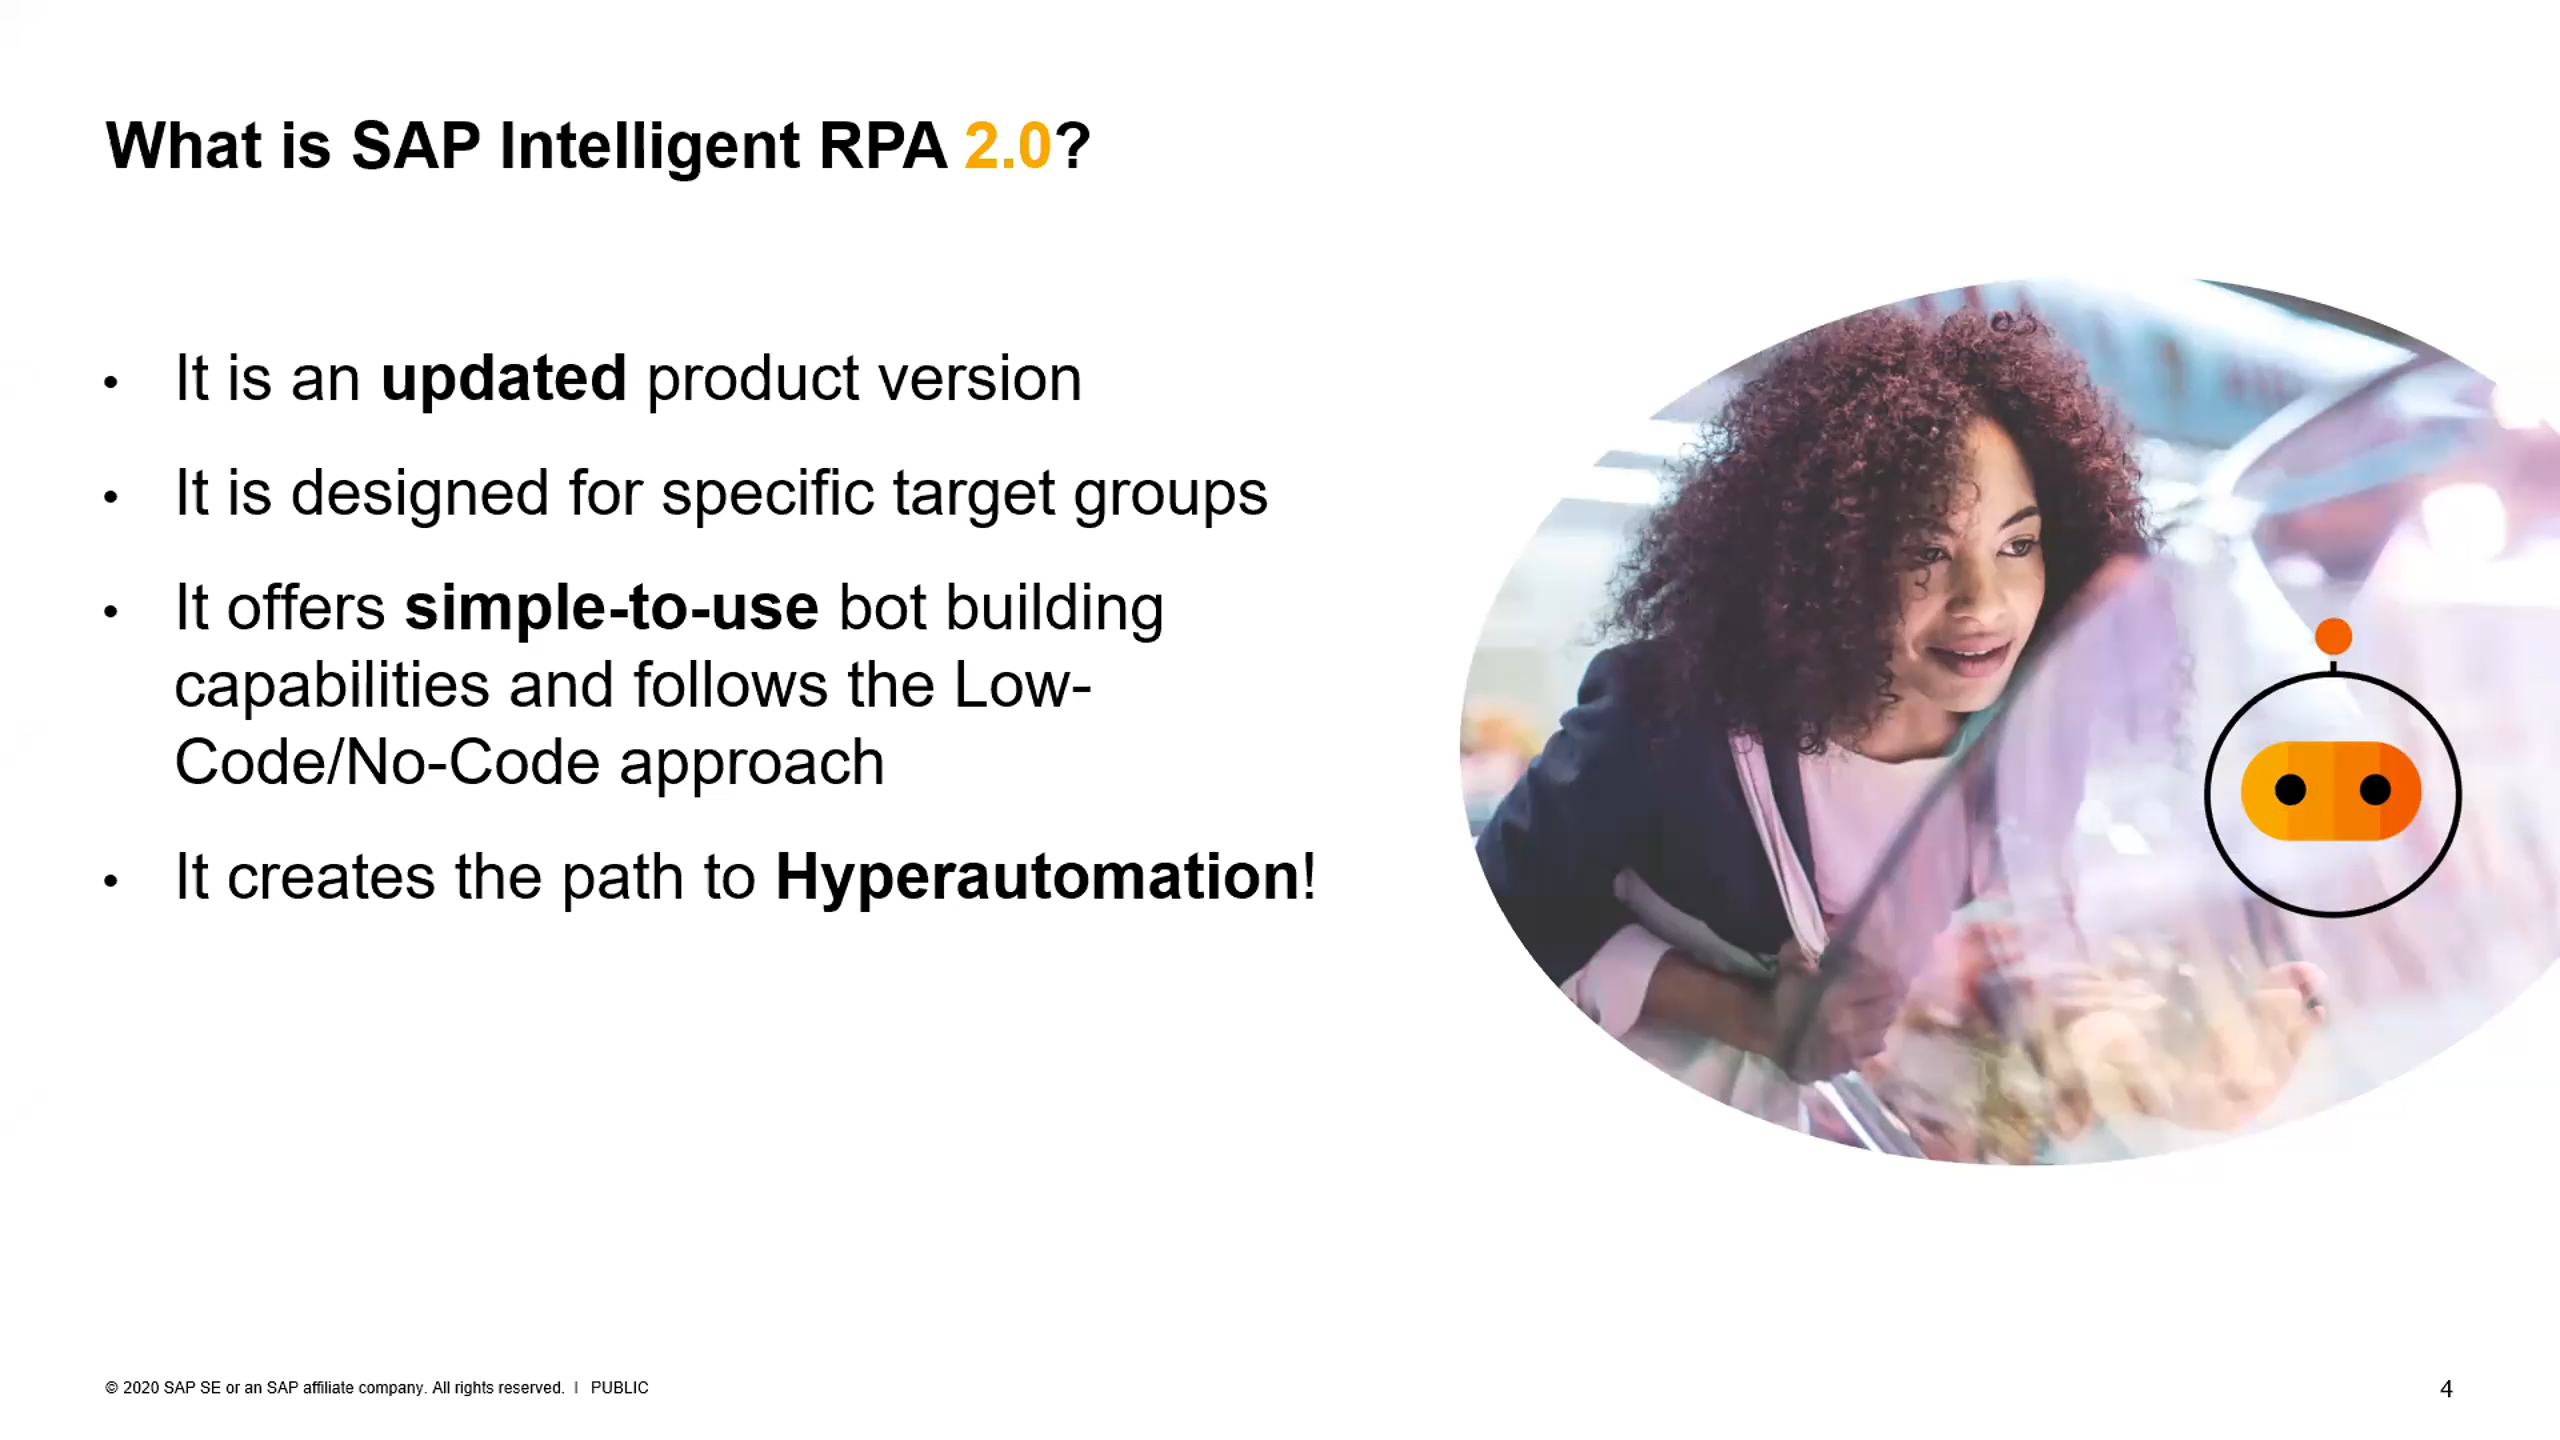 What is SAP Intelligent RPA 2.0?
• It is an updated product version
• It is designed for specific target groups
• It offers simple-to-use bot building
capabilities and follows the Low-
Code/No-Code approach
• It creates the path to Hyperautomation!
© 2020 SAP SE or an SAP affiliate company. All rights reserved. | PUBLIC
4